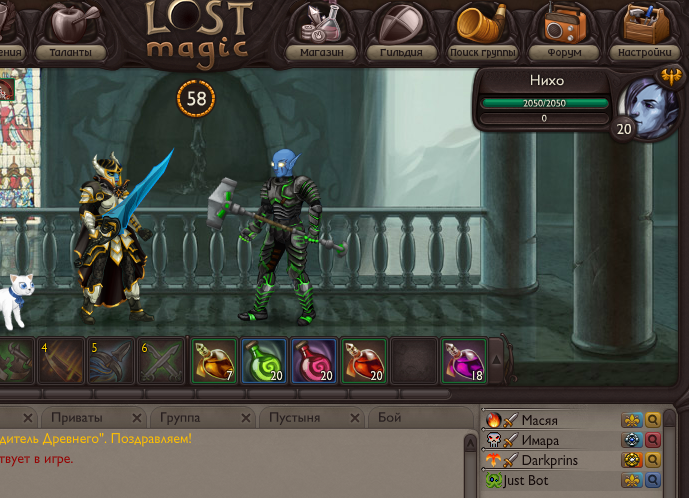 LOST
magic
ения
Таланты
Магазин
Гильдия
Поиск группы
Форум
Настройки
58
Нихо
2050/2050
0
20
4
5
6
7
20
20
20
18
Приваты
Группа
Пустыня
Бой
дитель Древнего". Поздравляем!
твует в игре.
Масяя
Имара
Darkprins
Just Bot